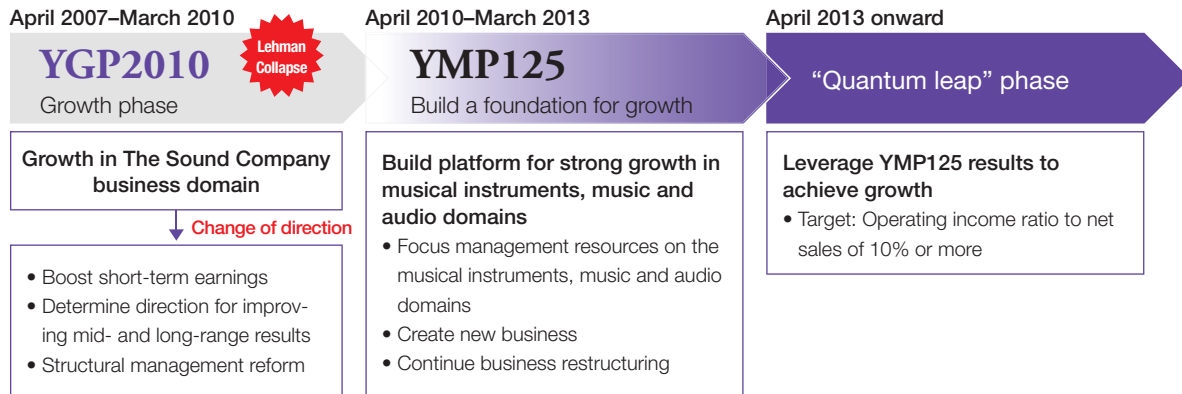 April 2007–March 2010
YGP2010
Growth phase
Lehman
Collapse
Growth in The Sound Company
business domain
Change of direction
• Boost short-term earnings
• Determine direction for improv-
ing mid- and long-range results
• Structural management reform
April 2010–March 2013
YMP125
Build a foundation for growth
Build platform for strong growth in
musical instruments, music and
audio domains
• Focus management resources on the
musical instruments, music and audio
domains
• Create new business
• Continue business restructuring
April 2013 onward
“Quantum leap” phase
Leverage YMP125 results to
achieve growth
• Target: Operating income ratio to net
sales of 10% or more